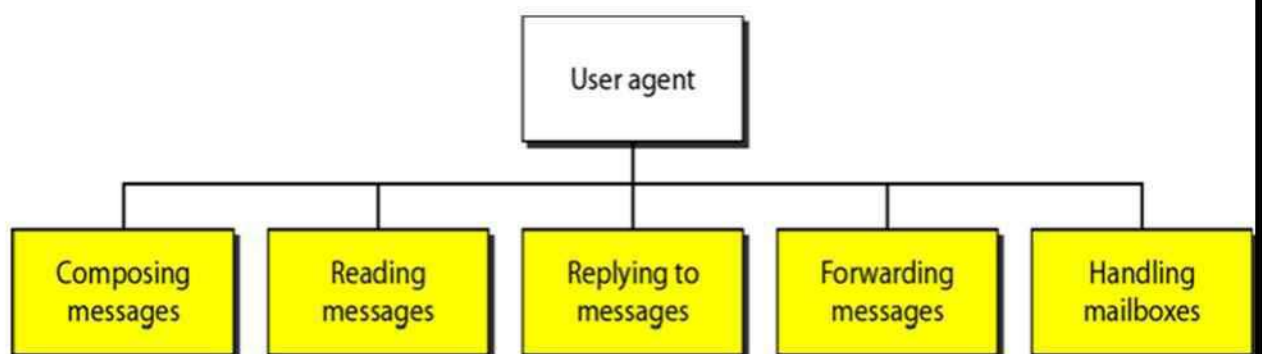 User agent
Composing
messages
Reading
messages
Replying to
messages
Forwarding
messages
Handling
mailboxes